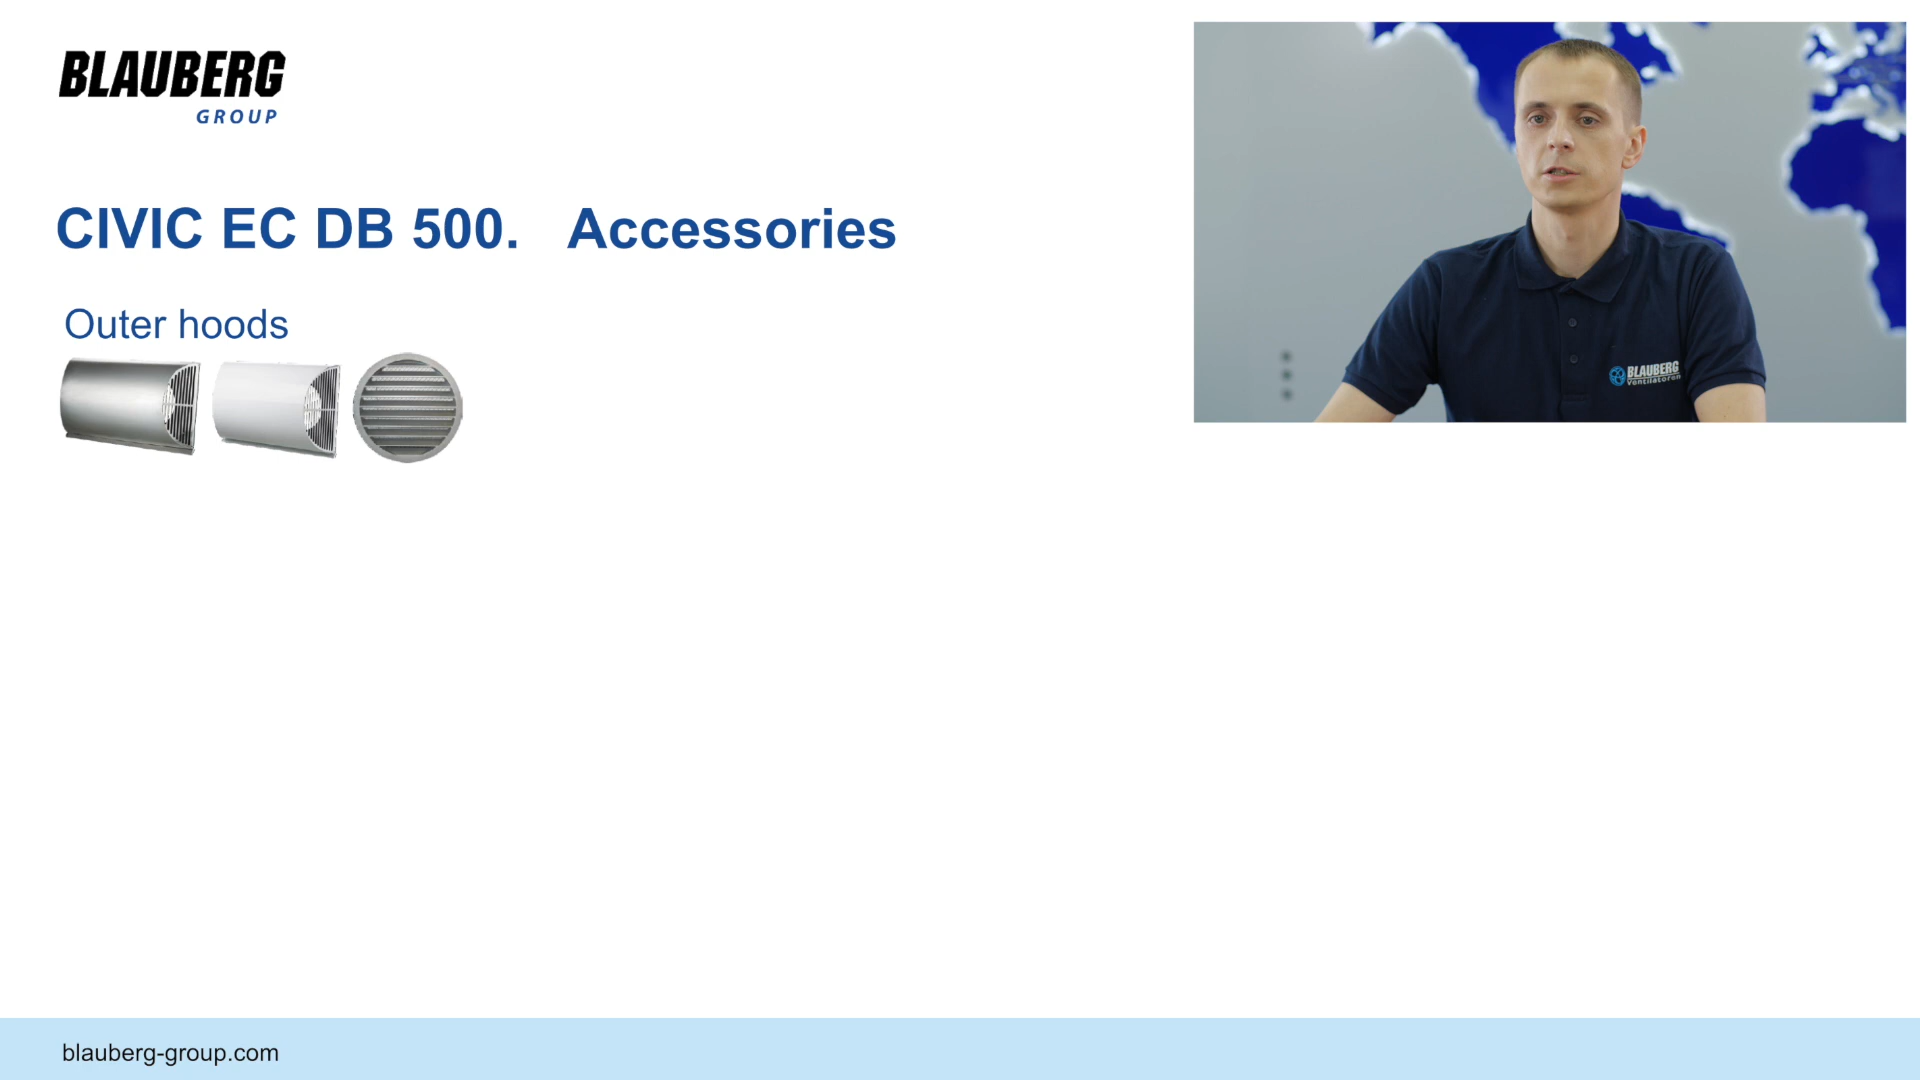 BLAUBERG
GROUP
CIVIC EC DB 500. Accessories
Outer hoods
BLAUBERG
Ventilatoren
blauberg-group.com